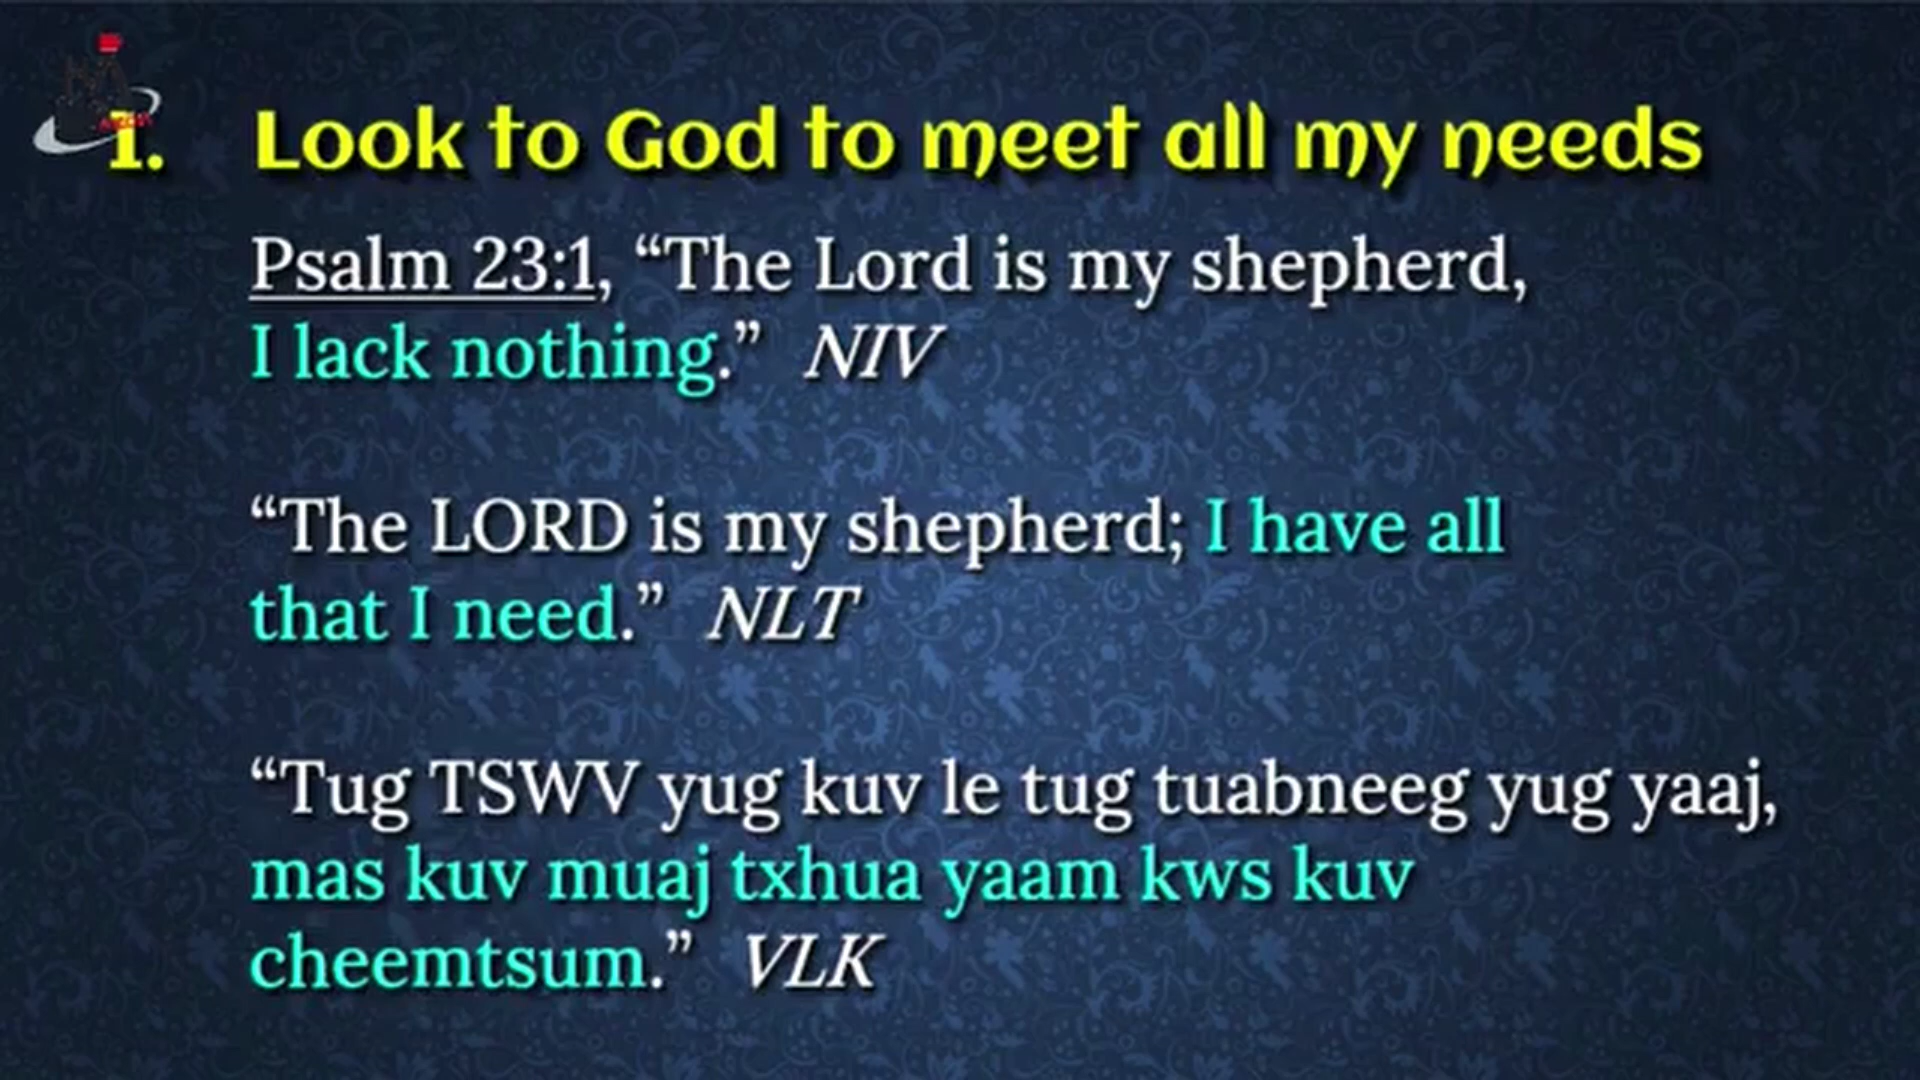 1. Look to God to meet all my needs
Psalm 23:1, “The Lord is my shepherd,
I lack nothing.” NIV
“The LORD is my shepherd; I have all
that I need.” NLT
“Tug TSWV yug kuv le tug tuabneeg yug yaaj,
mas kuv muaj txhua yaam kws kuv
cheemtsum.” VLK